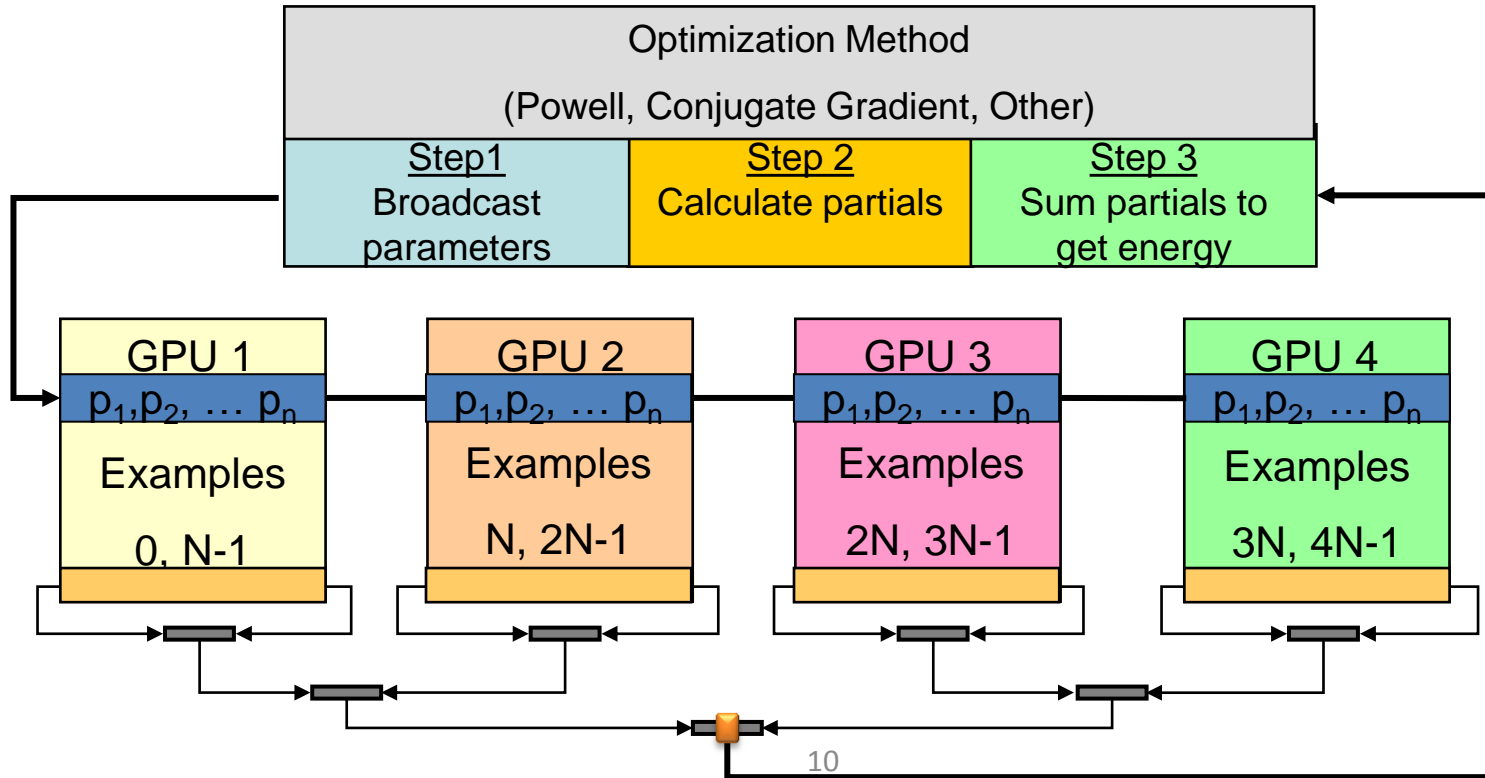 Optimization Method
(Powell, Conjugate Gradient, Other)
Step1
Broadcast
parameters
Step 2
Calculate partials
Step 3
Sum partials to
get energy
GPU 1
p1,p2, … pn
Examples
0, N-1
GPU 2
p1,p2, … pn
Examples
N, 2N-1
GPU 3
p1,p2, … pn
Examples
2N, 3N-1
GPU 4
p1,p2, … pn
Examples
3N, 4N-1
10